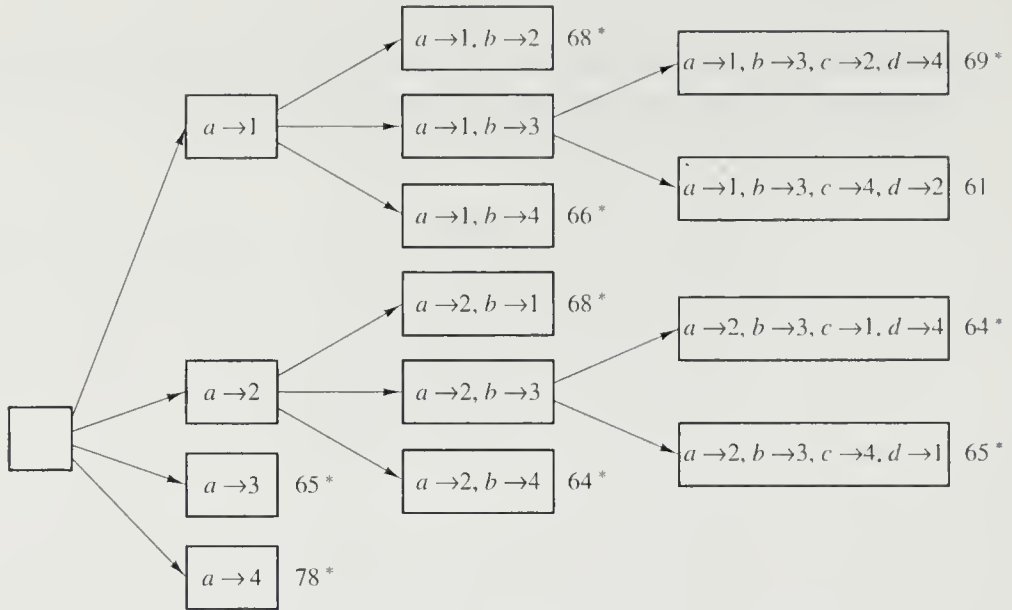 a →1, b →2 68*
a →1, b →3, c →2, d →4 69*
a →1
a →1, b →3
a →1, b →3, c →4, d →2 61
a →1, b →4 66*
a →2, b →1 68*
a →2, b →3, c →1, d →4 64*
a →2
a →2, b →3
a →2, b →3, c →4, d →1 65*
a →3 65*
a →2, b →4 64*
a →4 78*